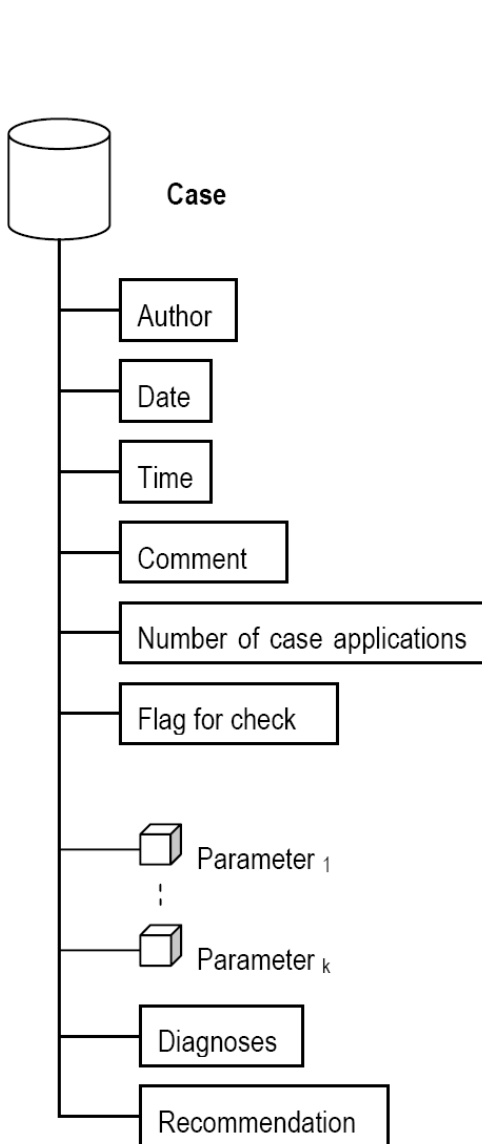 Case
Author
Date
Time
Comment
Number of case applications
Flag for check
Parameter 1
Parameter k
Diagnoses
Recommendation